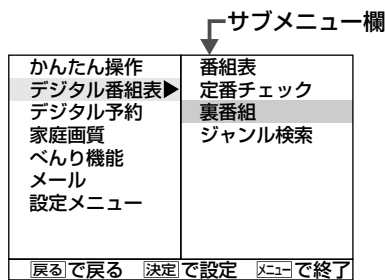 サブメニュー欄
かんたん操作
デジタル番組表▶
デジタル予約
家庭画質
べんり機能
メール
設定メニュー
番組表
定番チェック
裏番組
ジャンル検索
戻るで戻る 決定で設定 メニューで終了